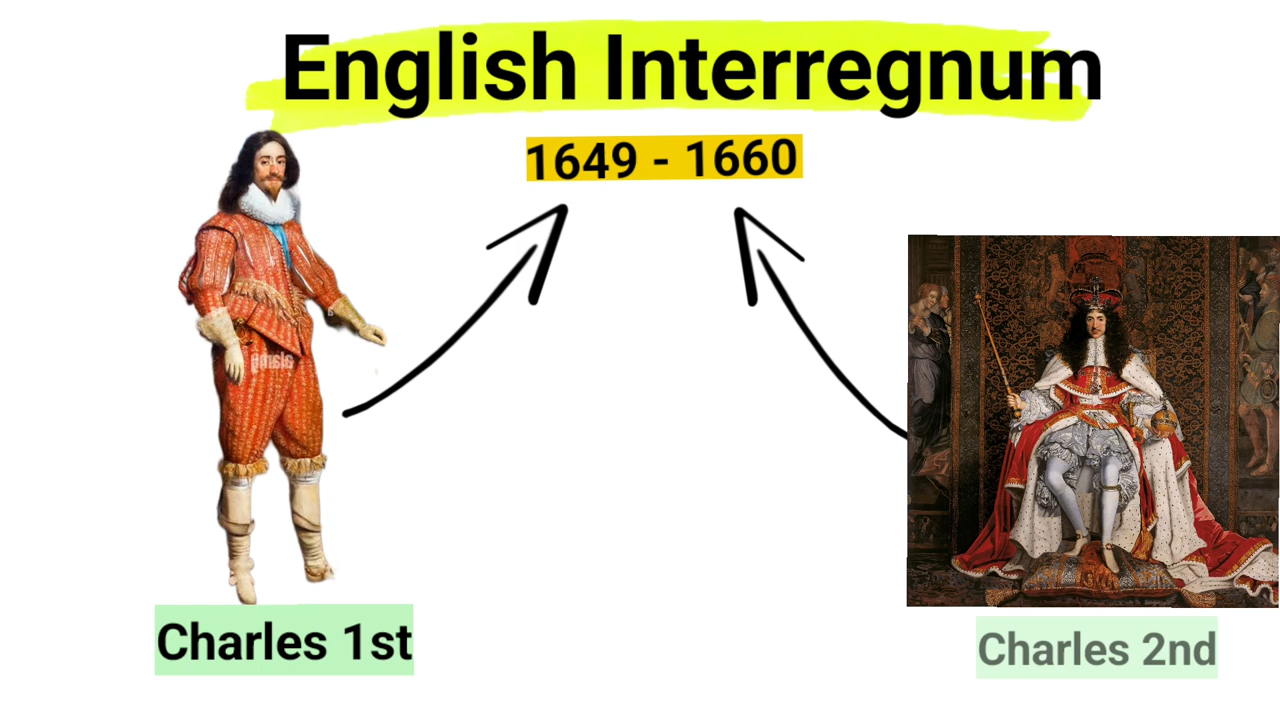 English Interregnum
1649 - 1660
Charles 1st
Charles 2nd